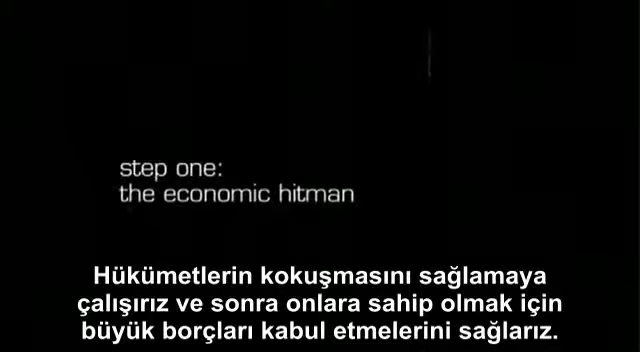 step one:
the economic hitman
Hükümetlerin kokuşmasını sağlamaya
çalışırız ve sonra onlara sahip olmak için
büyük borçları kabul etmelerini sağlarız.